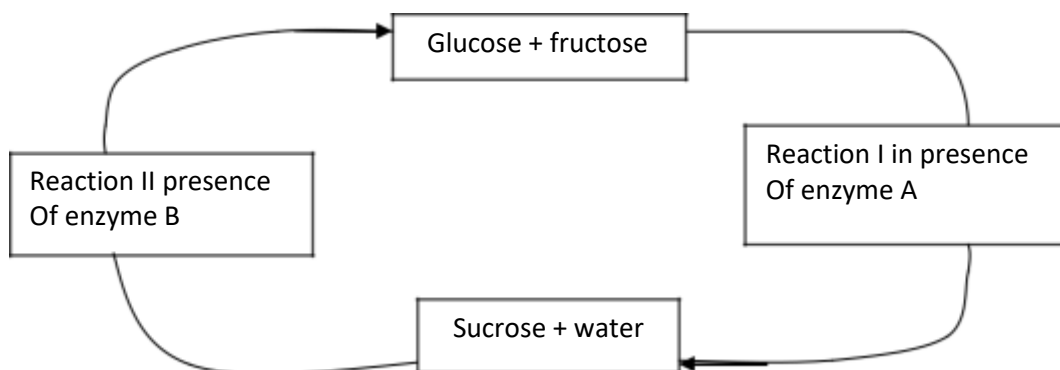 Glucose + fructose
Reaction I in presence
Of enzyme A
Reaction II presence
Of enzyme B
Sucrose + water